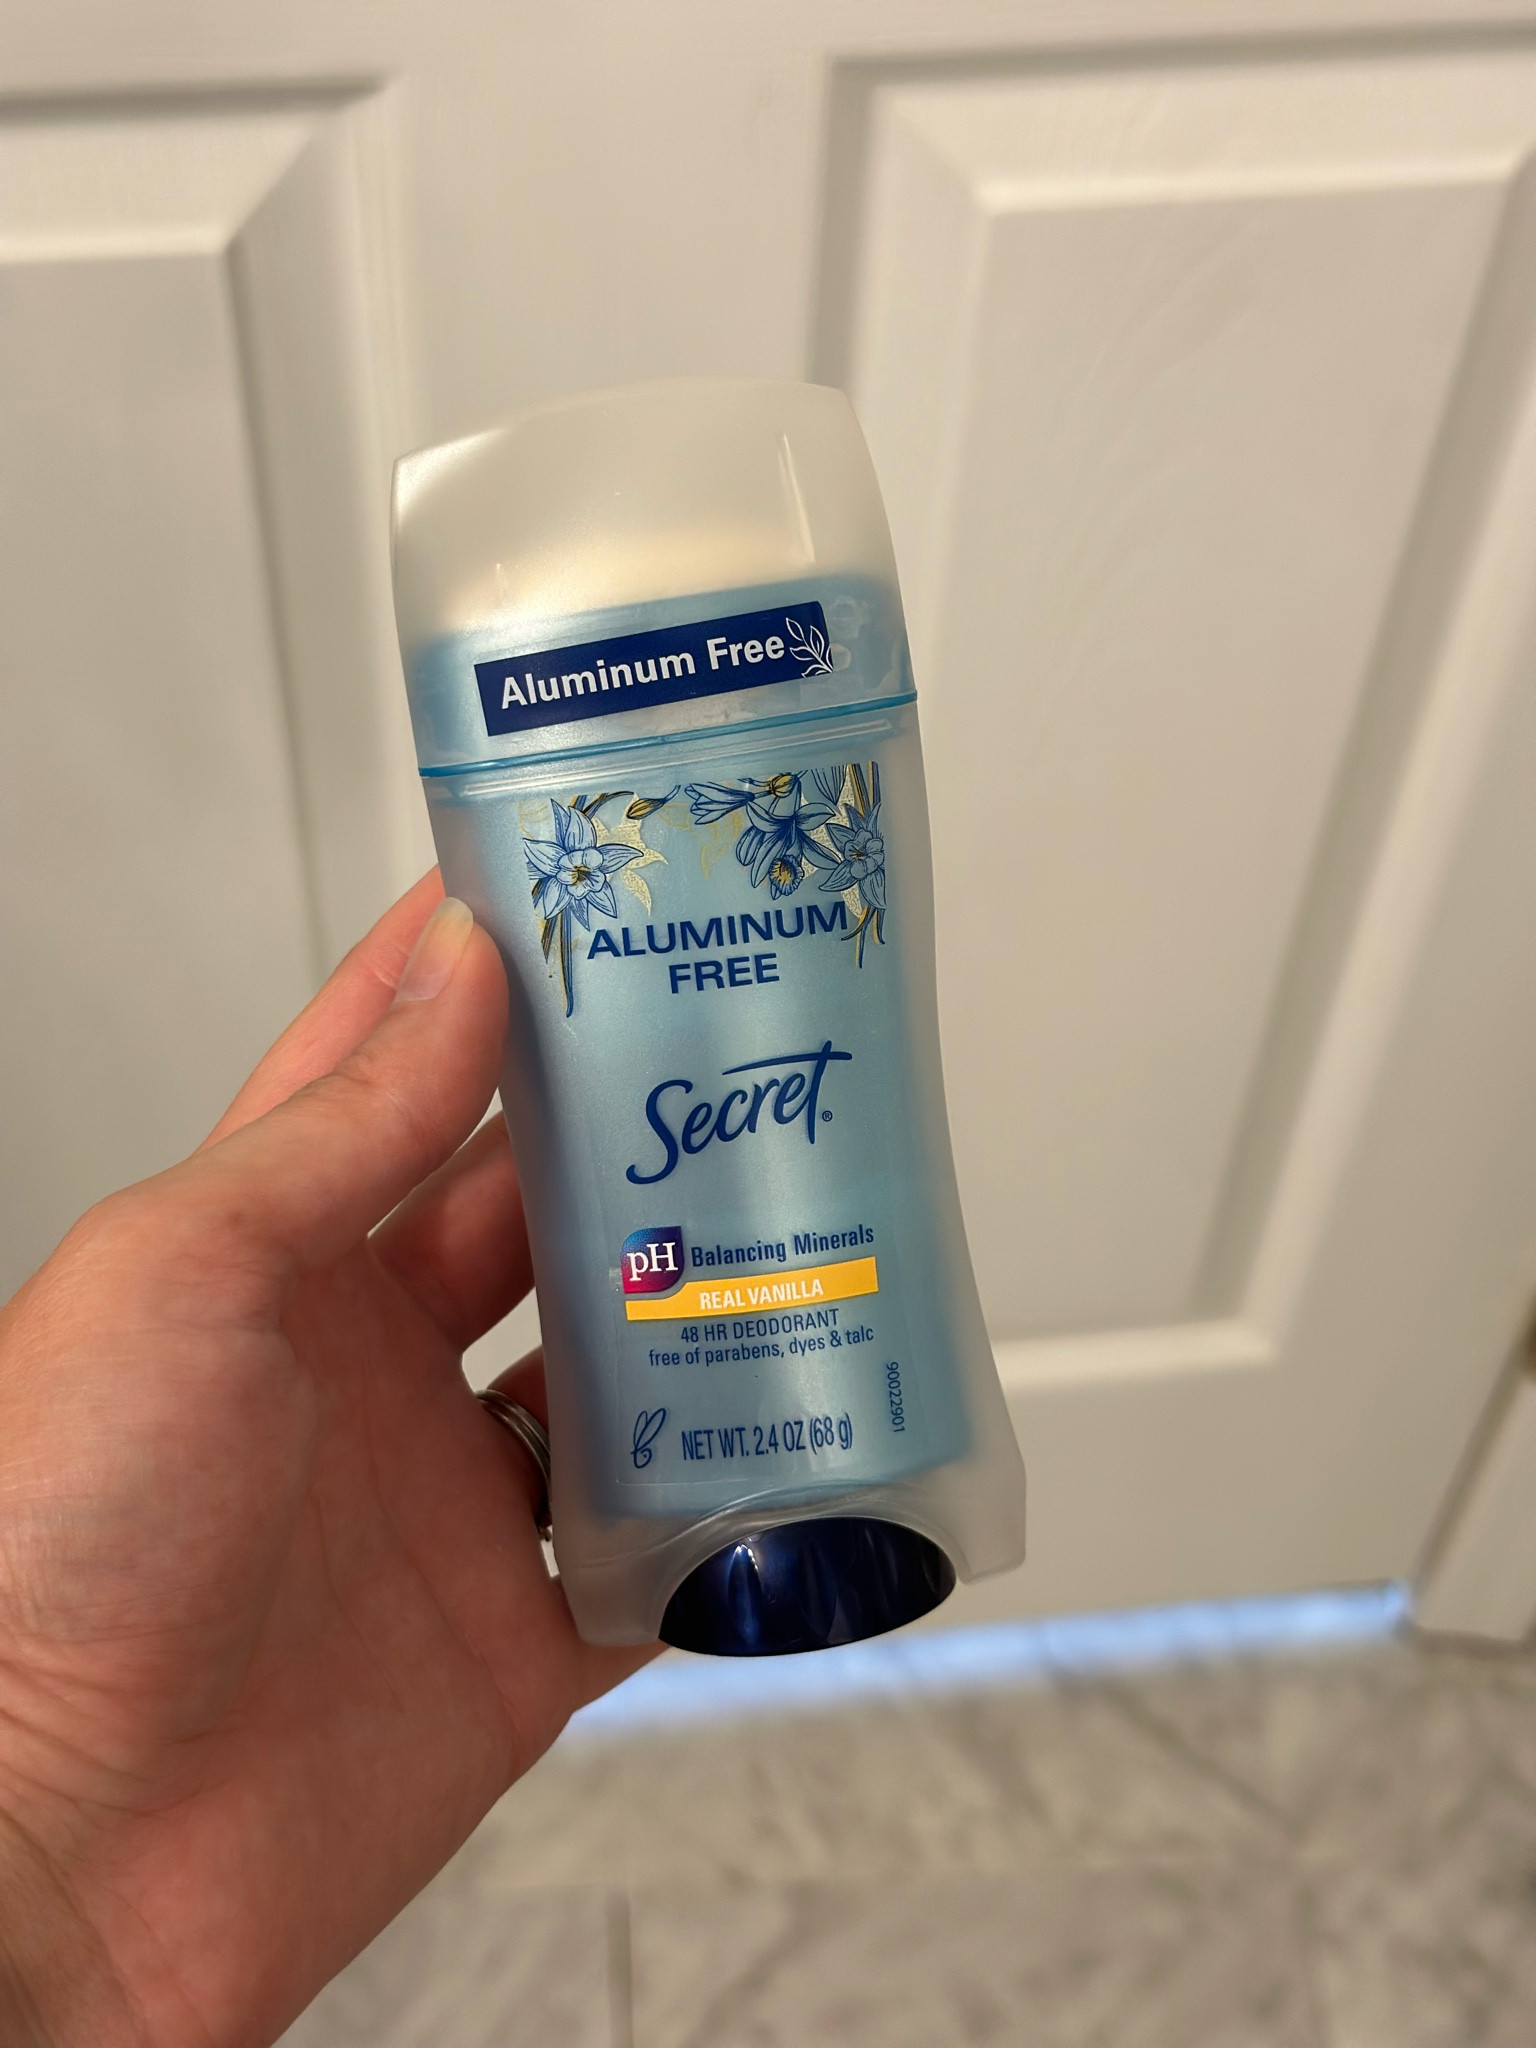 Aluminum Free
ALUMINUM
FREE
Secret®
pH Balancing Minerals
REAL VANILLA
48 HR DEODORANT
free of parabens, dyes & talc
90022901
NET WT. 2.4 OZ (68 g)